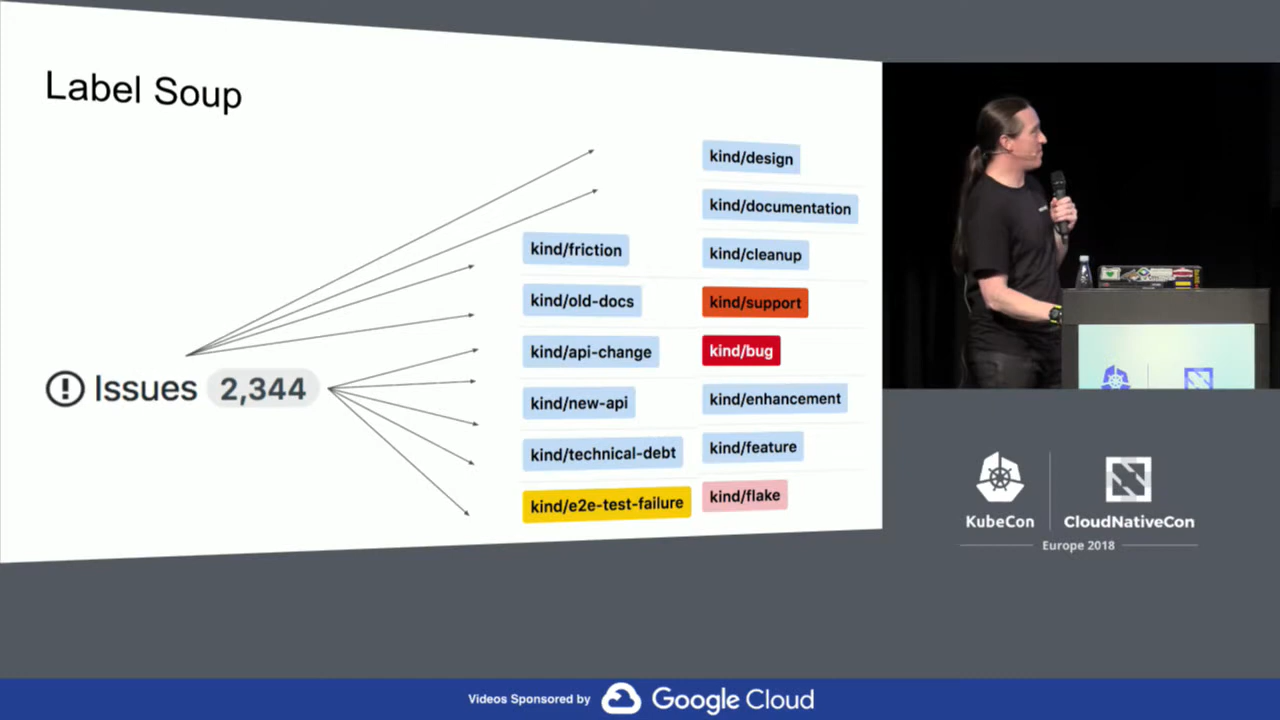 Label Soup
kind/design
kind/documentation
kind/friction
kind/cleanup
kind/old-docs
kind/support
kind/api-change
kind/bug
Issues 2,344
kind/new-api
kind/enhancement
kind/technical-debt
kind/feature
kind/e2e-test-failure
kind/flake
KubeCon
CloudNativeCon
Europe 2018
Videos Sponsored by Google Cloud